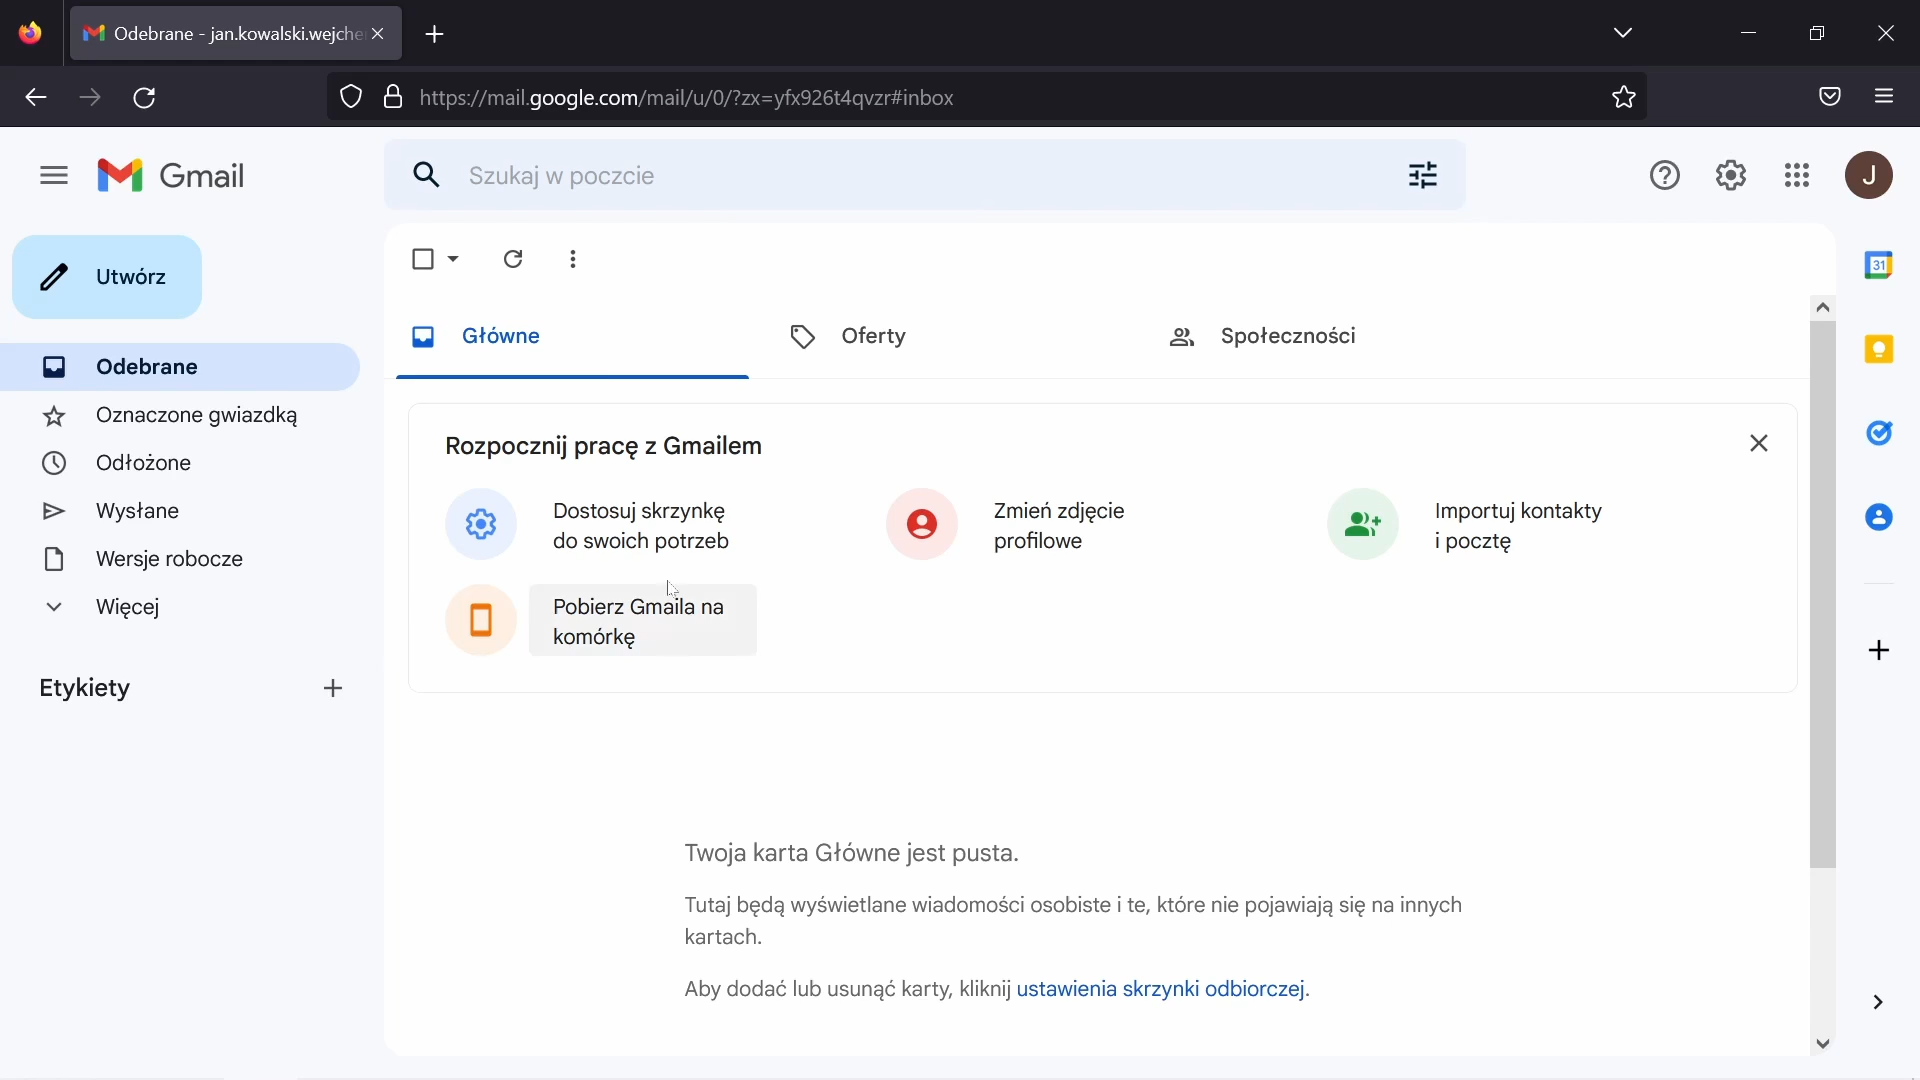 Odebrane - jan.kowalski.wejche
https://mail.google.com/mail/u/0/?zx=yfx926t4qvzr#inbox
Gmail
Szukaj w poczcie
J
Utwórz
Odebrane
Oznaczone gwiazdką
Odłożone
Wysłane
Wersje robocze
Więcej
Etykiety
Główne
Oferty
Społeczności
31
Rozpocznij pracę z Gmailem
Dostosuj skrzynkę
do swoich potrzeb
Zmień zdjęcie
profilowe
Importuj kontakty
i pocztę
Pobierz Gmaila na
komórkę
Twoja karta Główne jest pusta.
Tutaj będą wyświetlane wiadomości osobiste i te, które nie pojawiają się na innych
kartach.
Aby dodać lub usunąć karty, kliknij ustawienia skrzynki odbiorczej.